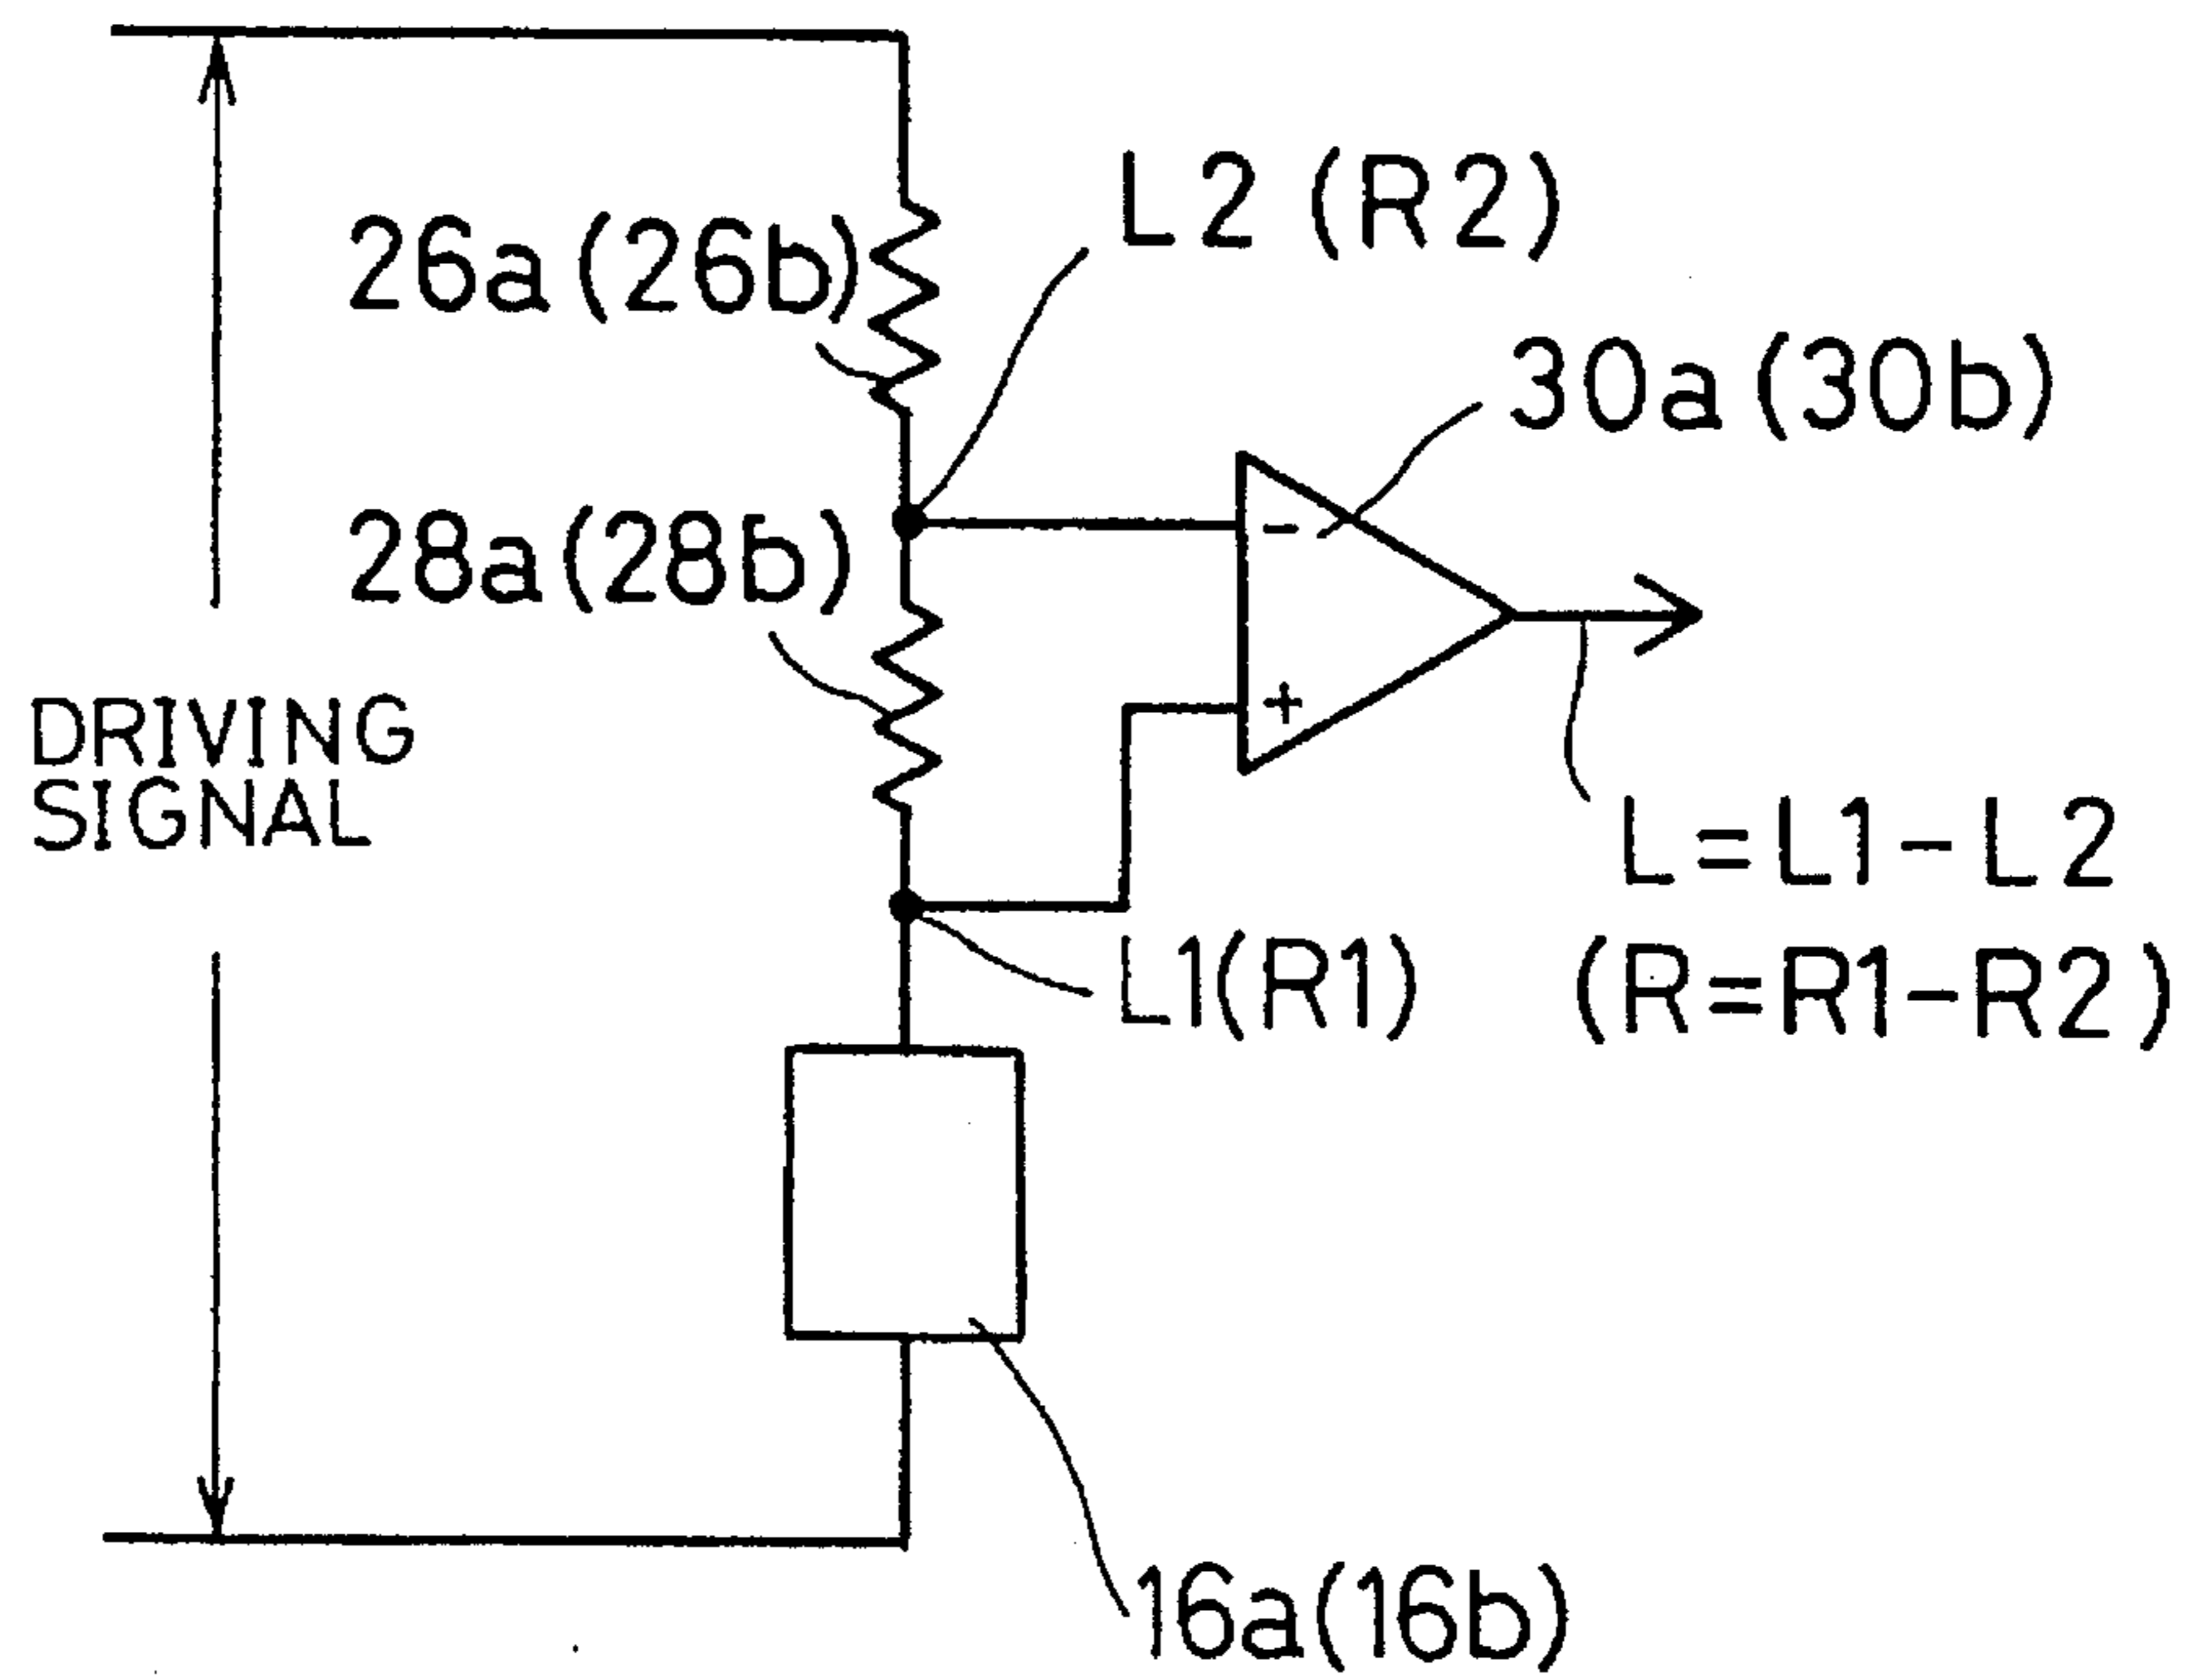 L2 (R2)
26a (26b)
30a (30b)
28a (28b)
-
+
DRIVING
SIGNAL
L=L1-L2
L1(R1)
(R=R1-R2)
16a(16b)